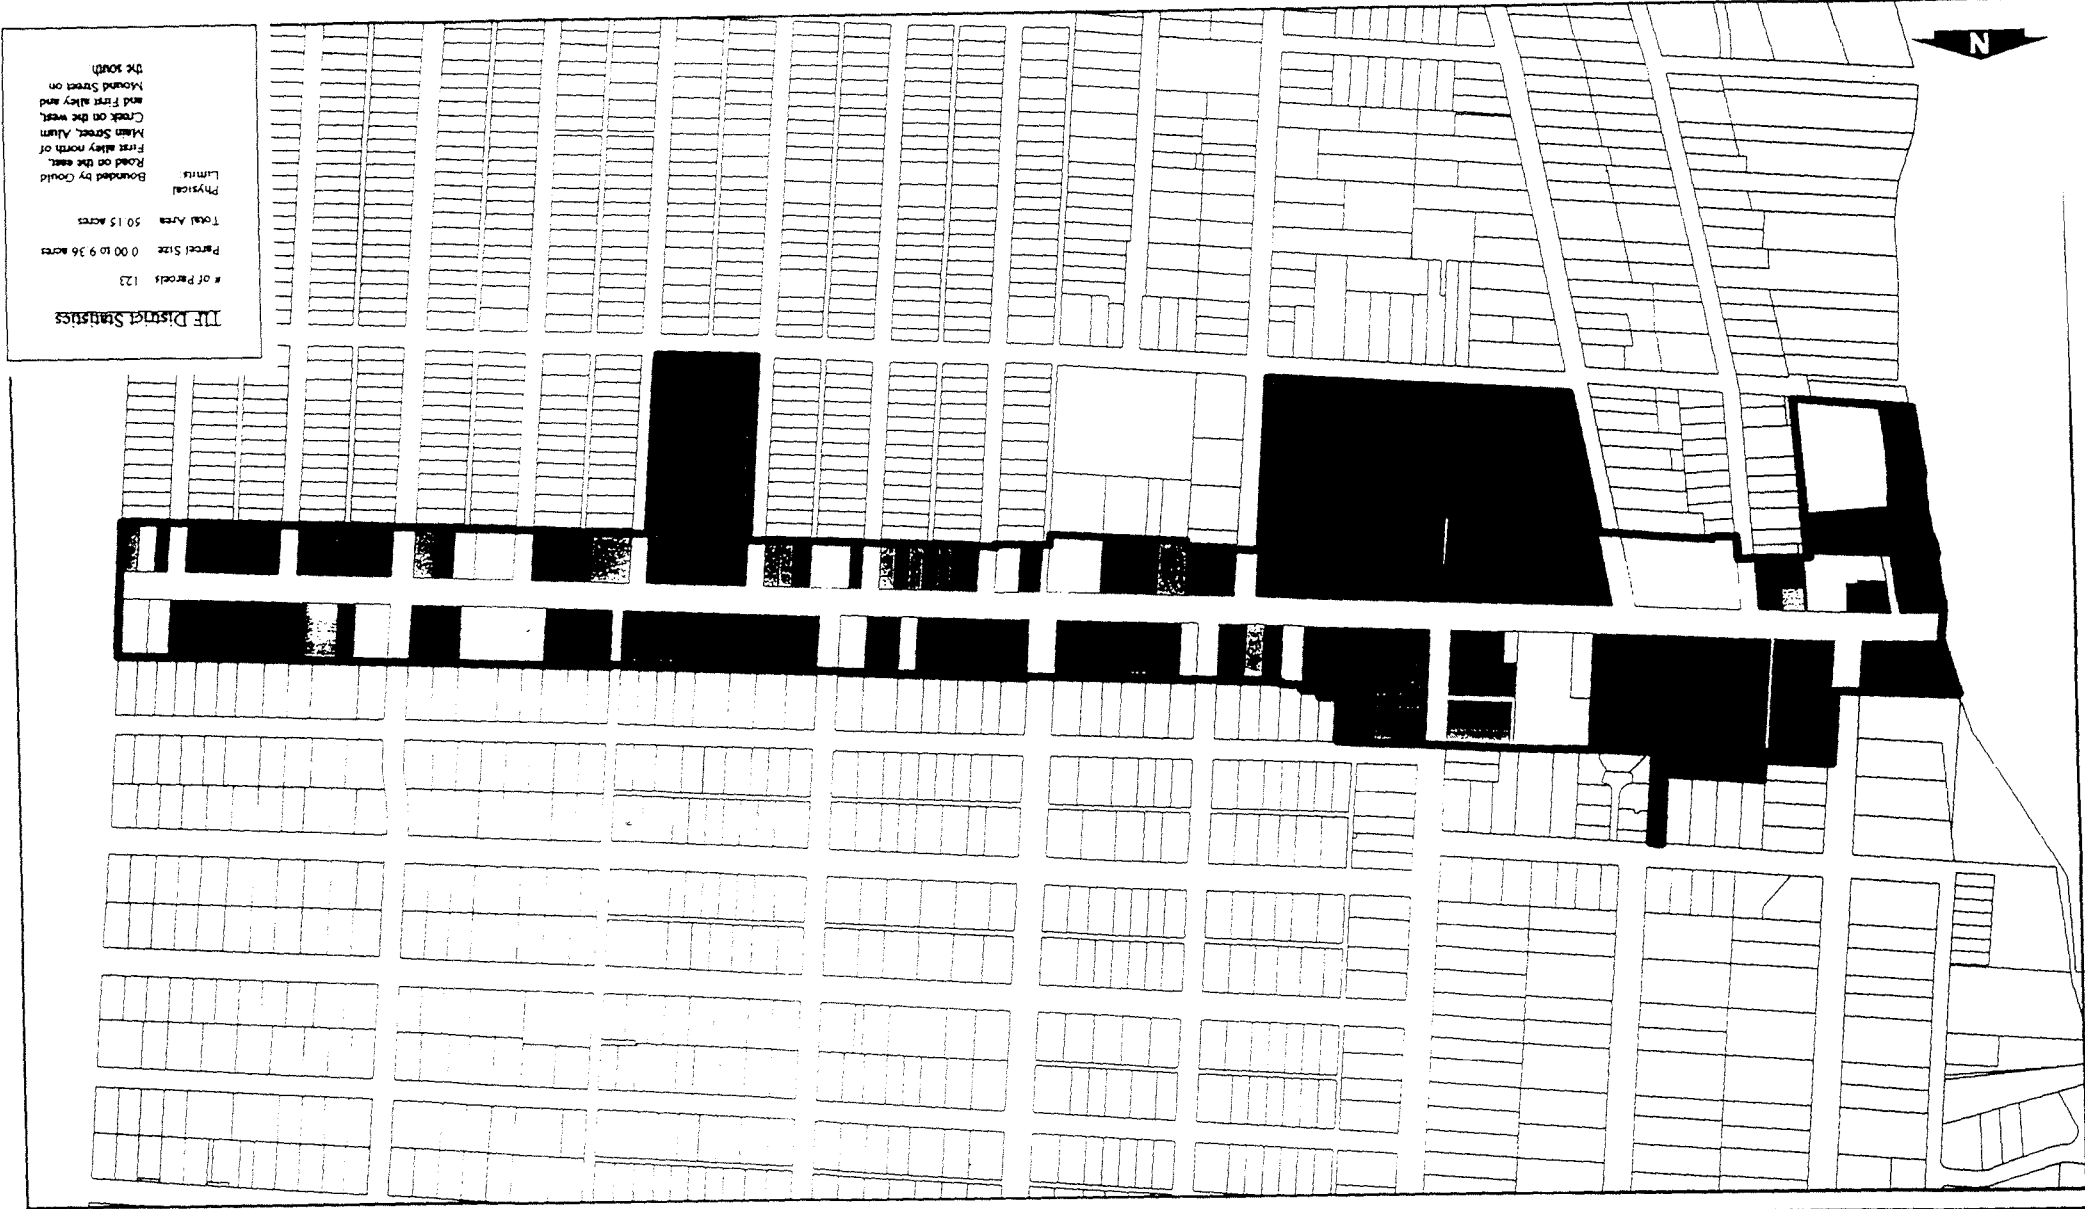 TIF District Statistics
# of Parcels 123
Parcel Size 0.00 to 9.36 acres
Total Area 50.15 acres
Physical
Limits: Bounded by Gould
Road on the east,
First alley north of
Main Street, Alum
Creek on the west,
and First alley and
Mound Street on
the south
N